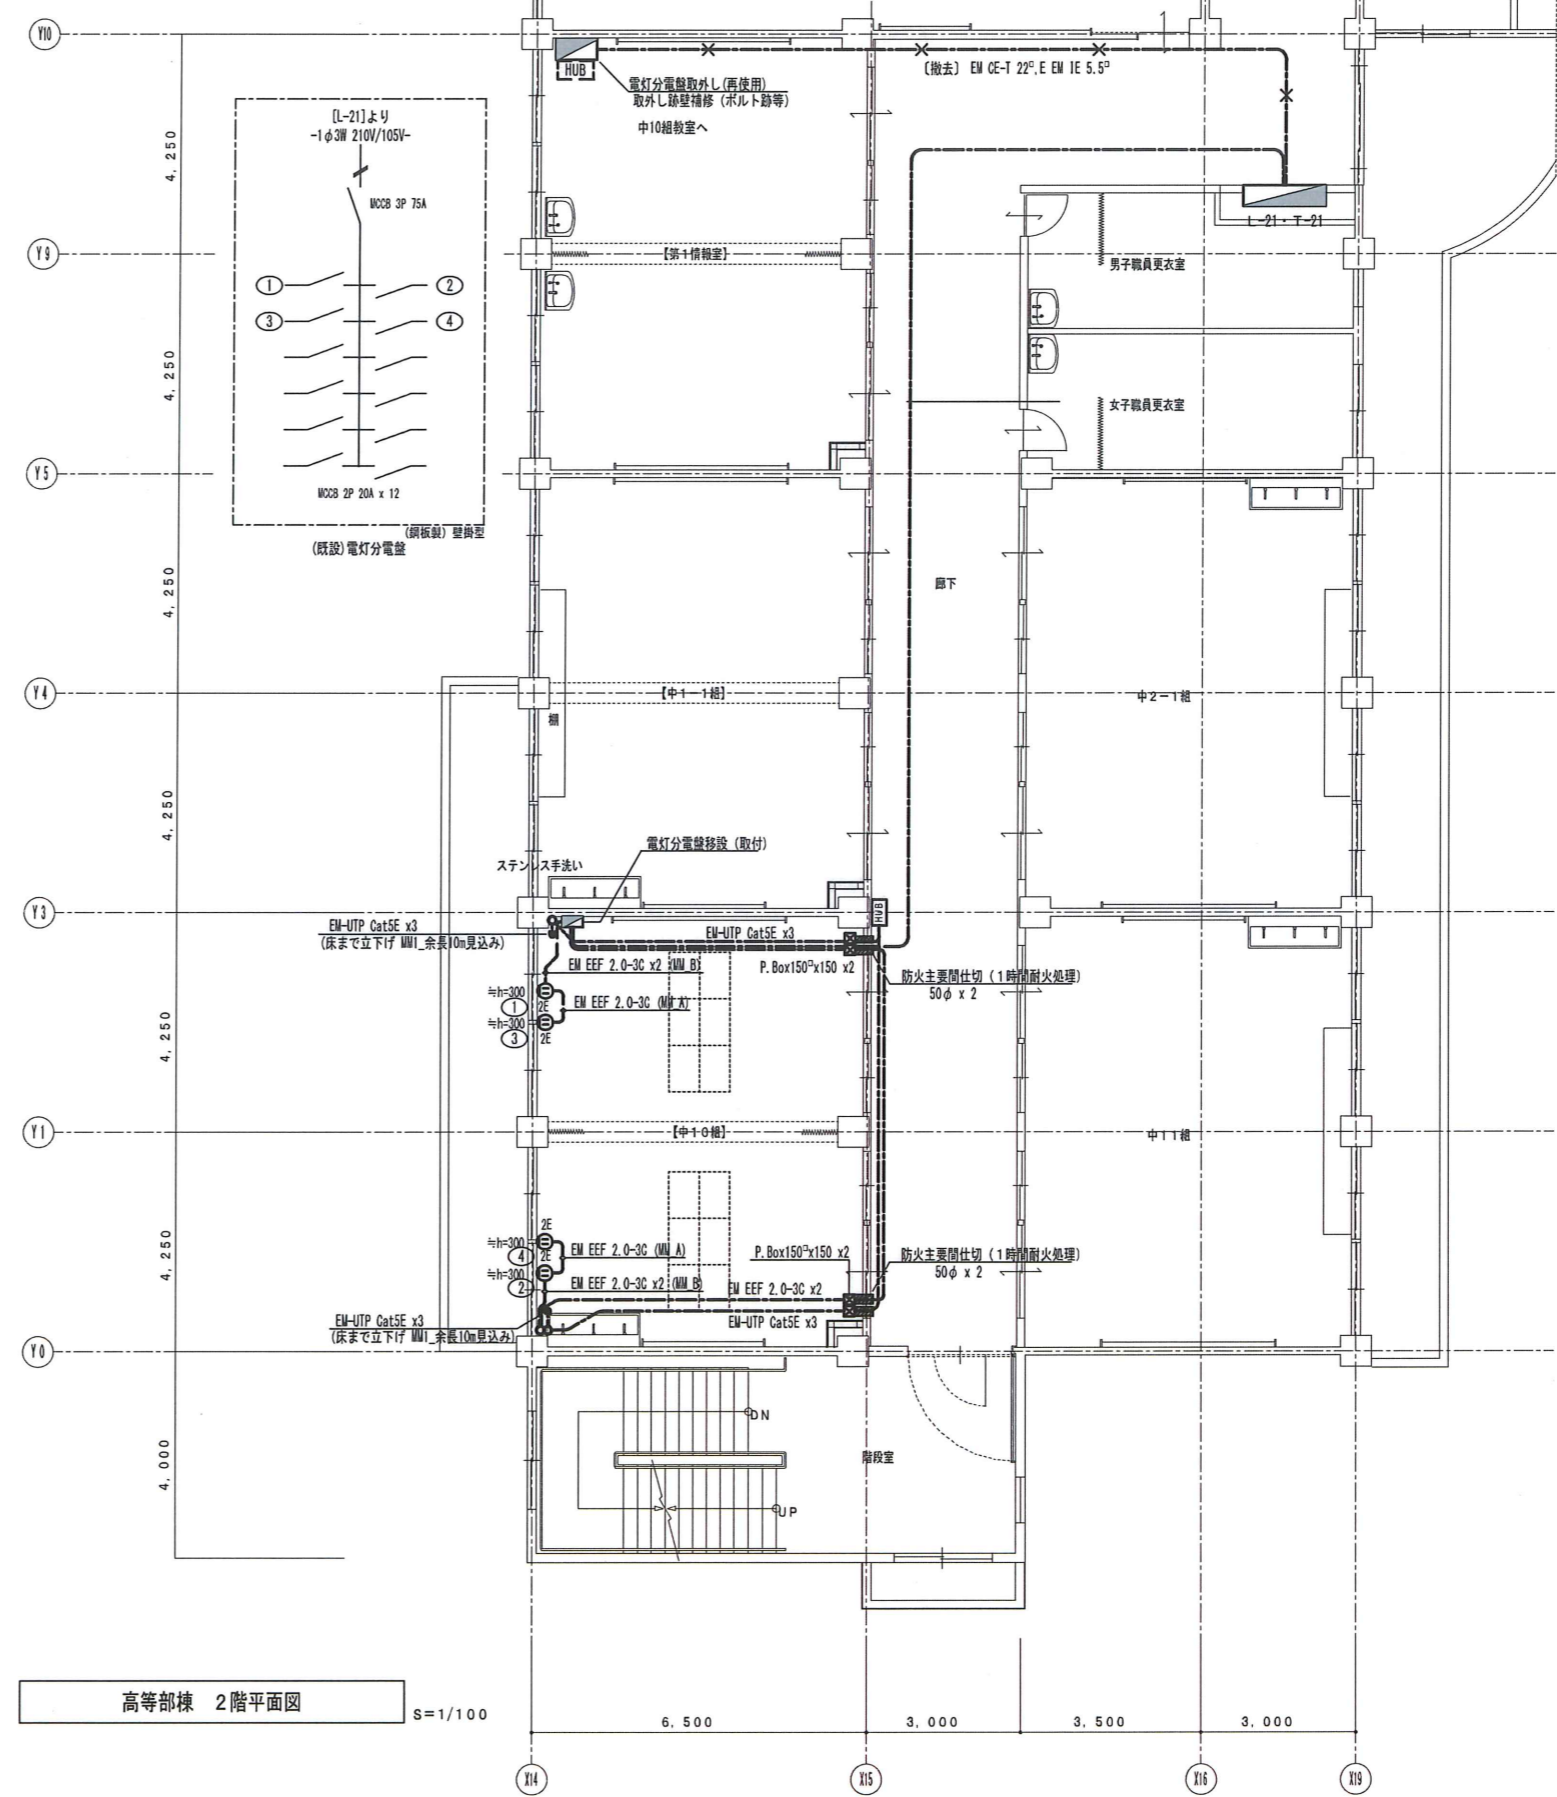 Y10
HUB
電灯分電盤取外し(再使用)
取外し跡壁補修（ボルト跡等）
中10組教室へ
〔撤去〕 EM CE-T 22□,E EM IE 5.5□
[L-21]より
-1φ3W 210V/105V-
MCCB 3P 75A
① ②
③ ④
MCCB 2P 20A x 12
(鋼板製) 壁掛型
(既設)電灯分電盤
4,250
L-21・T-21
Y9
【第1情報室】
男子職員更衣室
4,250
女子職員更衣室
Y5
4,250
廊下
Y4
【中1-1組】
中2-1組
棚
4,250
電灯分電盤移設（取付）
ステンレス手洗い
Y3
HUB
EM-UTP Cat5E x3
(床まで立下げ MM1_余長10m見込み)
EM-UTP Cat5E x3
EM EEF 2.0-3C x2 (MM_B)
P.Box150□x150 x2
防火主要間仕切（１時間耐火処理）
50φ x 2
≒h=300
① 2E
EM EEF 2.0-3C (MM_A)
≒h=300
③ 2E
4,250
Y1
【中10組】
中11組
4,250
2E
≒h=300
④ 2E
EM EEF 2.0-3C (MM_A)
P.Box150□x150 x2
防火主要間仕切（１時間耐火処理）
50φ x 2
≒h=300
②
EM EEF 2.0-3C x2 (MM_B)
EM EEF 2.0-3C x2
EM-UTP Cat5E x3
(床まで立下げ MM1_余長10m見込み)
EM-UTP Cat5E x3
Y0
DN
階段室
4,000
UP
高等部棟　２階平面図
S=1/100
6,500
3,000
3,500
3,000
X14
X15
X16
X19